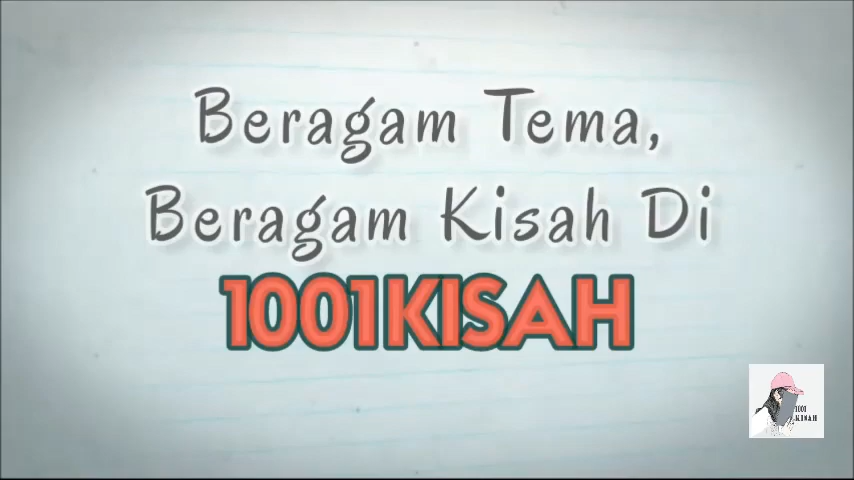 Beragam Tema,
Beragam Kisah Di
1001KISAH
1001
KISAH